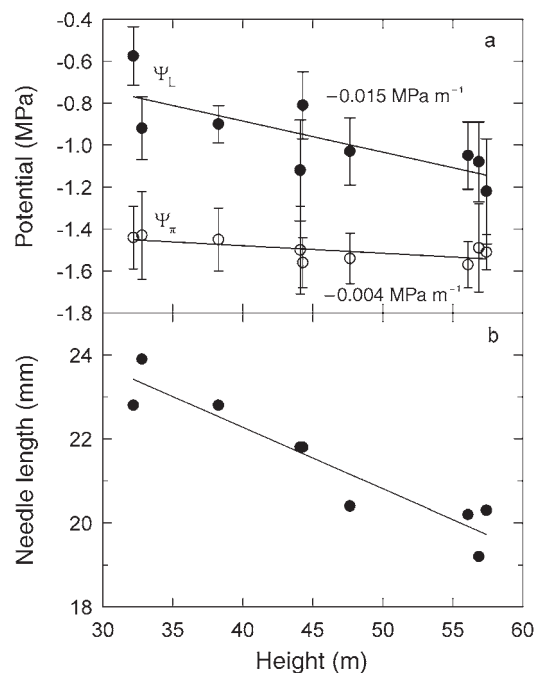 a
-0.4
-0.6
-0.8
-1.0
-1.2
-1.4
-1.6
-1.8
Potential (MPa)
Ψ_L
−0.015 MPa m⁻¹
Ψ_π
−0.004 MPa m⁻¹
b
24
22
20
18
Needle length (mm)
30 35 40 45 50 55 60
Height (m)